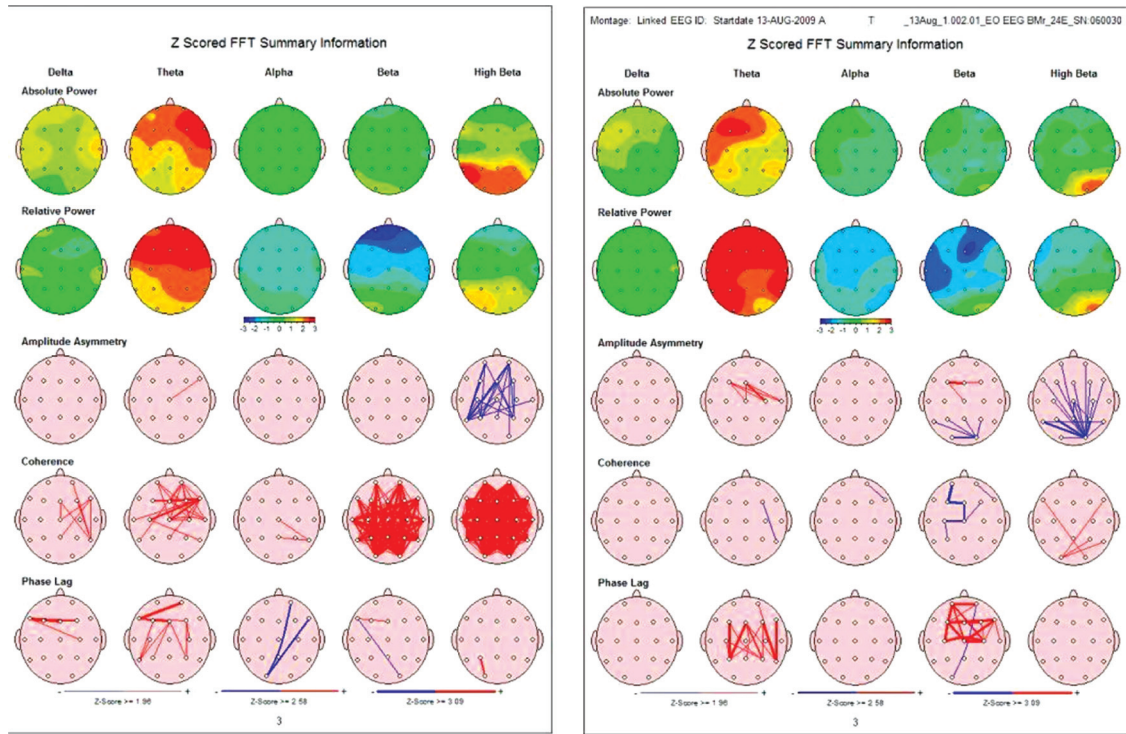 Z Scored FFT Summary Information
Delta Theta Alpha Beta High Beta
Absolute Power
Relative Power
-3 -2 -1 0 1 2 3
Amplitude Asymmetry
Coherence
Phase Lag
- + - + - +
Z-Score >= 1.96 Z-Score >= 2.58 Z-Score >= 3.09
3
Montage: Linked EEG ID: Startdate 13-AUG-2009 A T _13Aug_1.002.01_EO EEG BMr_24E_SN:060030
Z Scored FFT Summary Information
Delta Theta Alpha Beta High Beta
Absolute Power
Relative Power
-3 -2 -1 0 1 2 3
Amplitude Asymmetry
Coherence
Phase Lag
- + - + - +
Z-Score >= 1.96 Z-Score >= 2.58 Z-Score >= 3.09
3